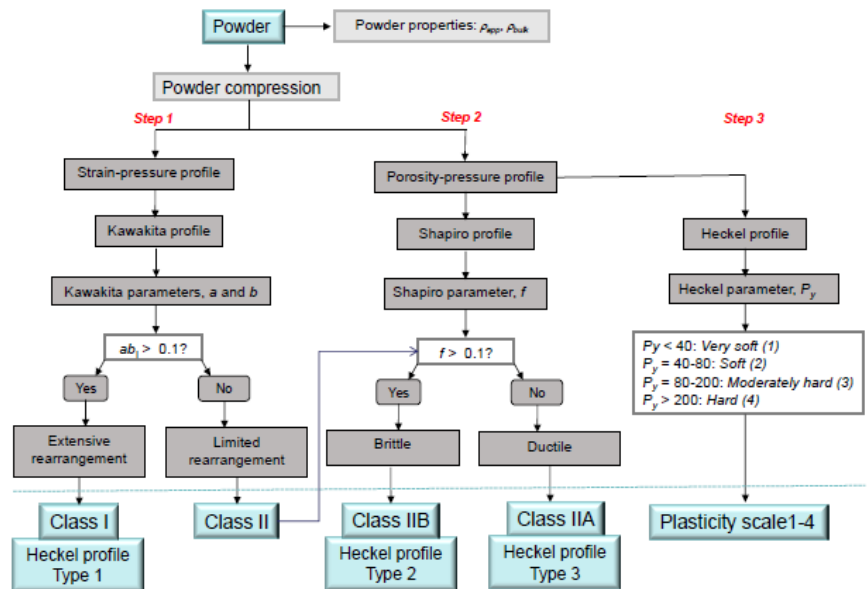 Powder
Powder properties: ρapp, ρbulk
Powder compression
Step 1
Step 2
Step 3
Strain-pressure profile
Porosity-pressure profile
Kawakita profile
Shapiro profile
Heckel profile
Kawakita parameters, a and b
Shapiro parameter, f
Heckel parameter, Py
ab1 > 0.1?
f > 0.1?
Py < 40: Very soft (1)
Py = 40-80: Soft (2)
Py = 80-200: Moderately hard (3)
Py > 200: Hard (4)
Yes
No
Yes
No
Extensive
rearrangement
Limited
rearrangement
Brittle
Ductile
Class I
Class II
Class IIB
Class IIA
Plasticity scale1-4
Heckel profile
Type 1
Heckel profile
Type 2
Heckel profile
Type 3